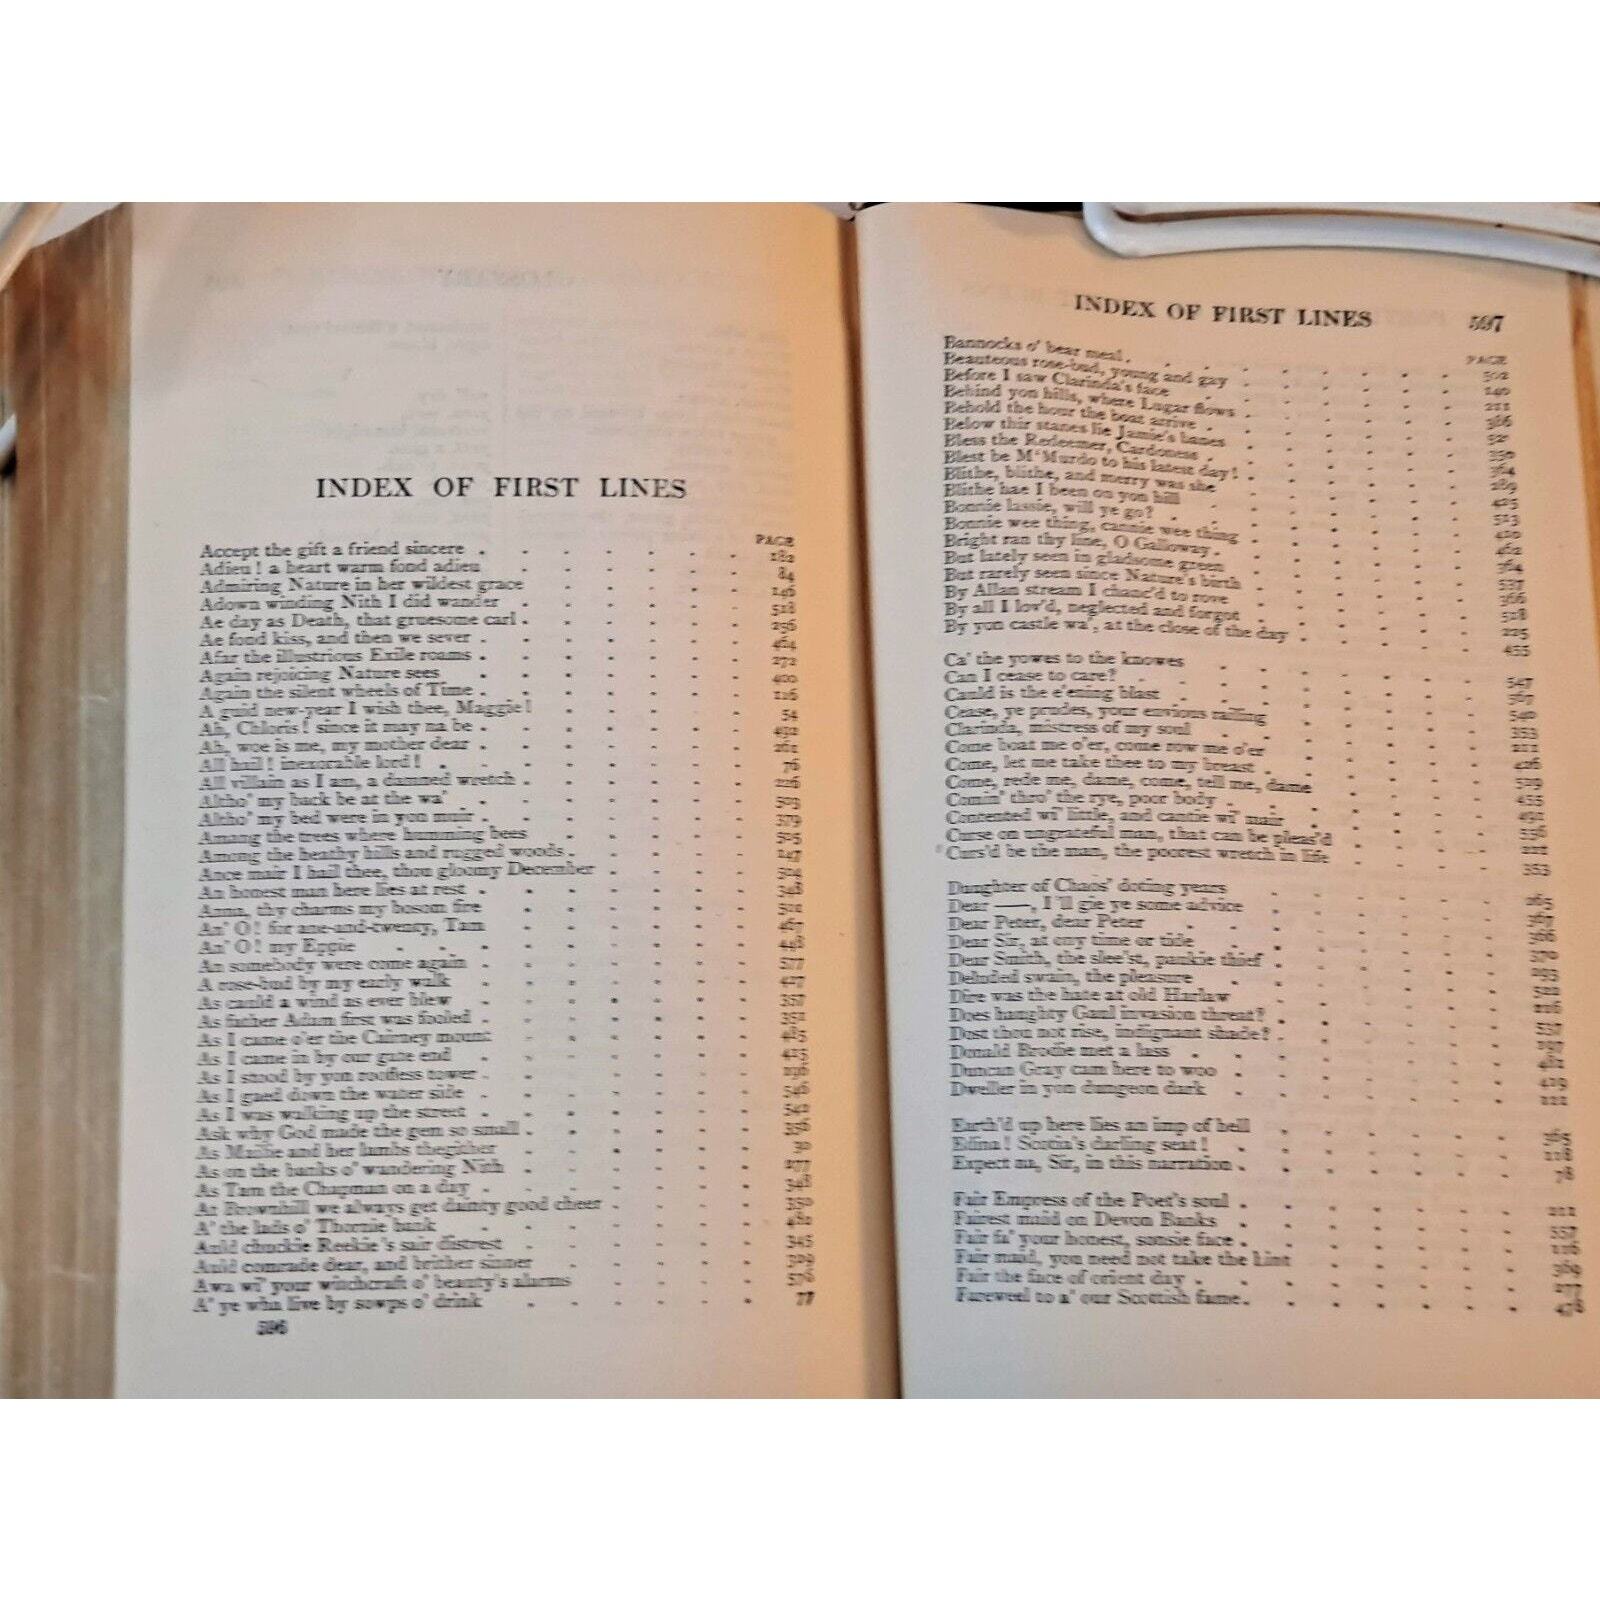 INDEX OF FIRST LINES
PAGE
Accept the gift a friend sincere 182
Adieu! a heart warm fond adieu 84
Admiring Nature in her wildest grace 146
Adown winding Nith I did wander 518
Ae day as Death, that gruesome carl 256
Ae fond kiss, and then we sever 464
Afar the illustrious Exile roams 272
Again rejoicing Nature sees 400
Again the silent wheels of Time 116
A guid new-year I wish thee, Maggie! 54
Ah, Chloris! since it may na be 492
Ah, woe is me, my mother dear 261
All hail! inexorable lord! 76
All villain as I am, a damned wretch 226
Altho' my back be at the wa' 503
Altho' my bed were in yon muir 379
Amang the trees where humming bees 525
Among the heathy hills and rugged woods 147
Ance mair I hail thee, thou gloomy December 524
An honest man here lies at rest 348
Anna, thy charms my bosom fire
An' O! for ane-and-twenty, Tam 467
An' O! my Eppie 448
An somebody were come again 577
A rose-bud by my early walk 427
As cauld a wind as ever blew 357
As father Adam first was fooled 351
As I came o'er the Cairney mount 485
As I came in by our gate end 425
As I stood by yon roofless tower 296
As I gaed down the water side 546
As I was walking up the street 542
Ask why God made the gem so small 356
As Mailie and her lambs thegither 30
As on the banks o' wandering Nith 277
As Tam the Chapman on a day 348
At Brownhill we always get dainty good cheer 350
A' the lads o' Thornie bank 482
Auld chuckie Reekie's sair distrest 345
Auld comrade dear, and brither sinner 329
Awa wi' your witchcraft o' beauty's alarms 576
A' ye wha live by sowps o' drink 77
596
INDEX OF FIRST LINES 597
PAGE
Bannocks o' bear meal 502
Beauteous rose-bud, young and gay 140
Before I saw Clarinda's face 211
Behind yon hills, where Lugar flows 386
Behold the hour the boat arrive 521
Below thir stanes lie Jamie's banes 350
Bless the Redeemer, Cardoness 364
Blest be M'Murdo to his latest day! 289
Blithe, blithe, and merry was she 425
Blithe hae I been on yon hill 513
Bonnie lassie, will ye go? 420
Bonnie wee thing, cannie wee thing 462
Bright ran thy line, O Galloway 364
But lately seen in gladsome green 537
But rarely seen since Nature's birth 366
By Allan stream I chanc'd to rove 518
By all I lov'd, neglected and forgot 225
By yon castle wa', at the close of the day 455
Ca' the yowes to the knowes 547
Can I cease to care? 567
Cauld is the e'ening blast 540
Cease, ye prudes, your envious railing 353
Clarinda, mistress of my soul 211
Come boat me o'er, come row me o'er 426
Come, let me take thee to my breast 529
Come, rede me, dame, come, tell me, dame 455
Comin' thro' the rye, poor body 491
Contented wi' little, and cantie wi' mair 556
Curse on ungrateful man, that can be pleas'd 222
Curs'd be the man, the poorest wretch in life 353
Daughter of Chaos' doting years 265
Dear ——, I'll gie ye some advice 367
Dear Peter, dear Peter 366
Dear Sir, at ony time or tide 370
Dear Smith, the slee'st, paukie thief 293
Deluded swain, the pleasure 522
Dire was the hate at old Harlaw 216
Does haughty Gaul invasion threat? 537
Dost thou not rise, indignant shade? 297
Donald Brodie met a lass 482
Duncan Gray cam here to woo 419
Dweller in yon dungeon dark 222
Earth'd up here lies an imp of hell 365
Edina! Scotia's darling seat! 118
Expect na, Sir, in this narration 78
Fair Empress of the Poet's soul 212
Fairest maid on Devon Banks 557
Fair fa' your honest, sonsie face 116
Fair maid, you need not take the hint 369
Fair the face of orient day 277
Fareweel to a' our Scottish fame 478